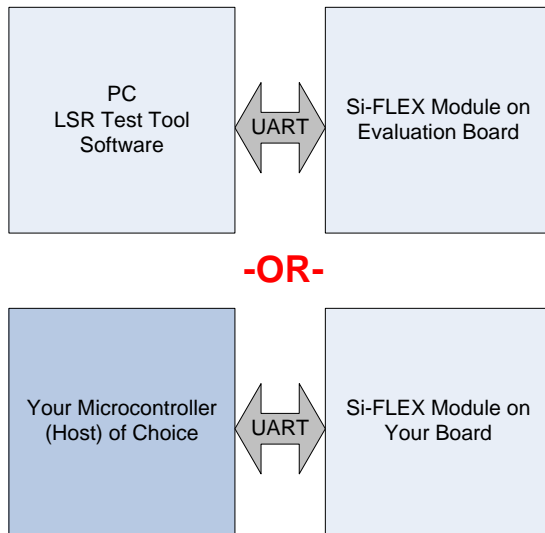 PC
LSR Test Tool
Software
UART
Si-FLEX Module on
Evaluation Board
-OR-
Your Microcontroller
(Host) of Choice
UART
Si-FLEX Module on
Your Board